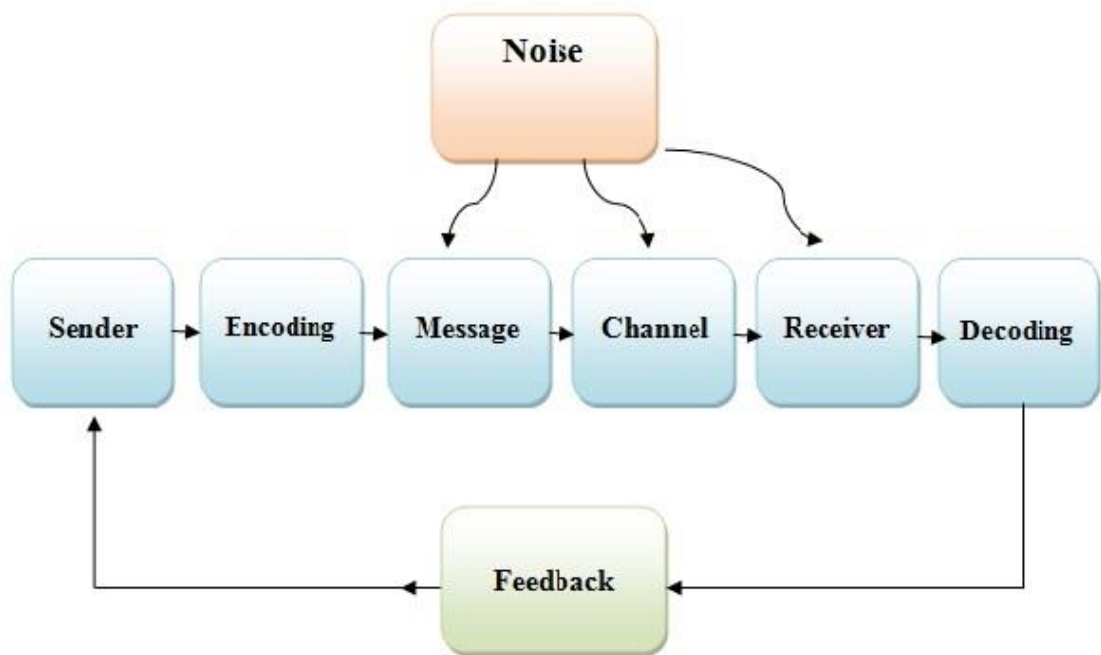 Noise
Sender
Encoding
Message
Channel
Receiver
Decoding
Feedback